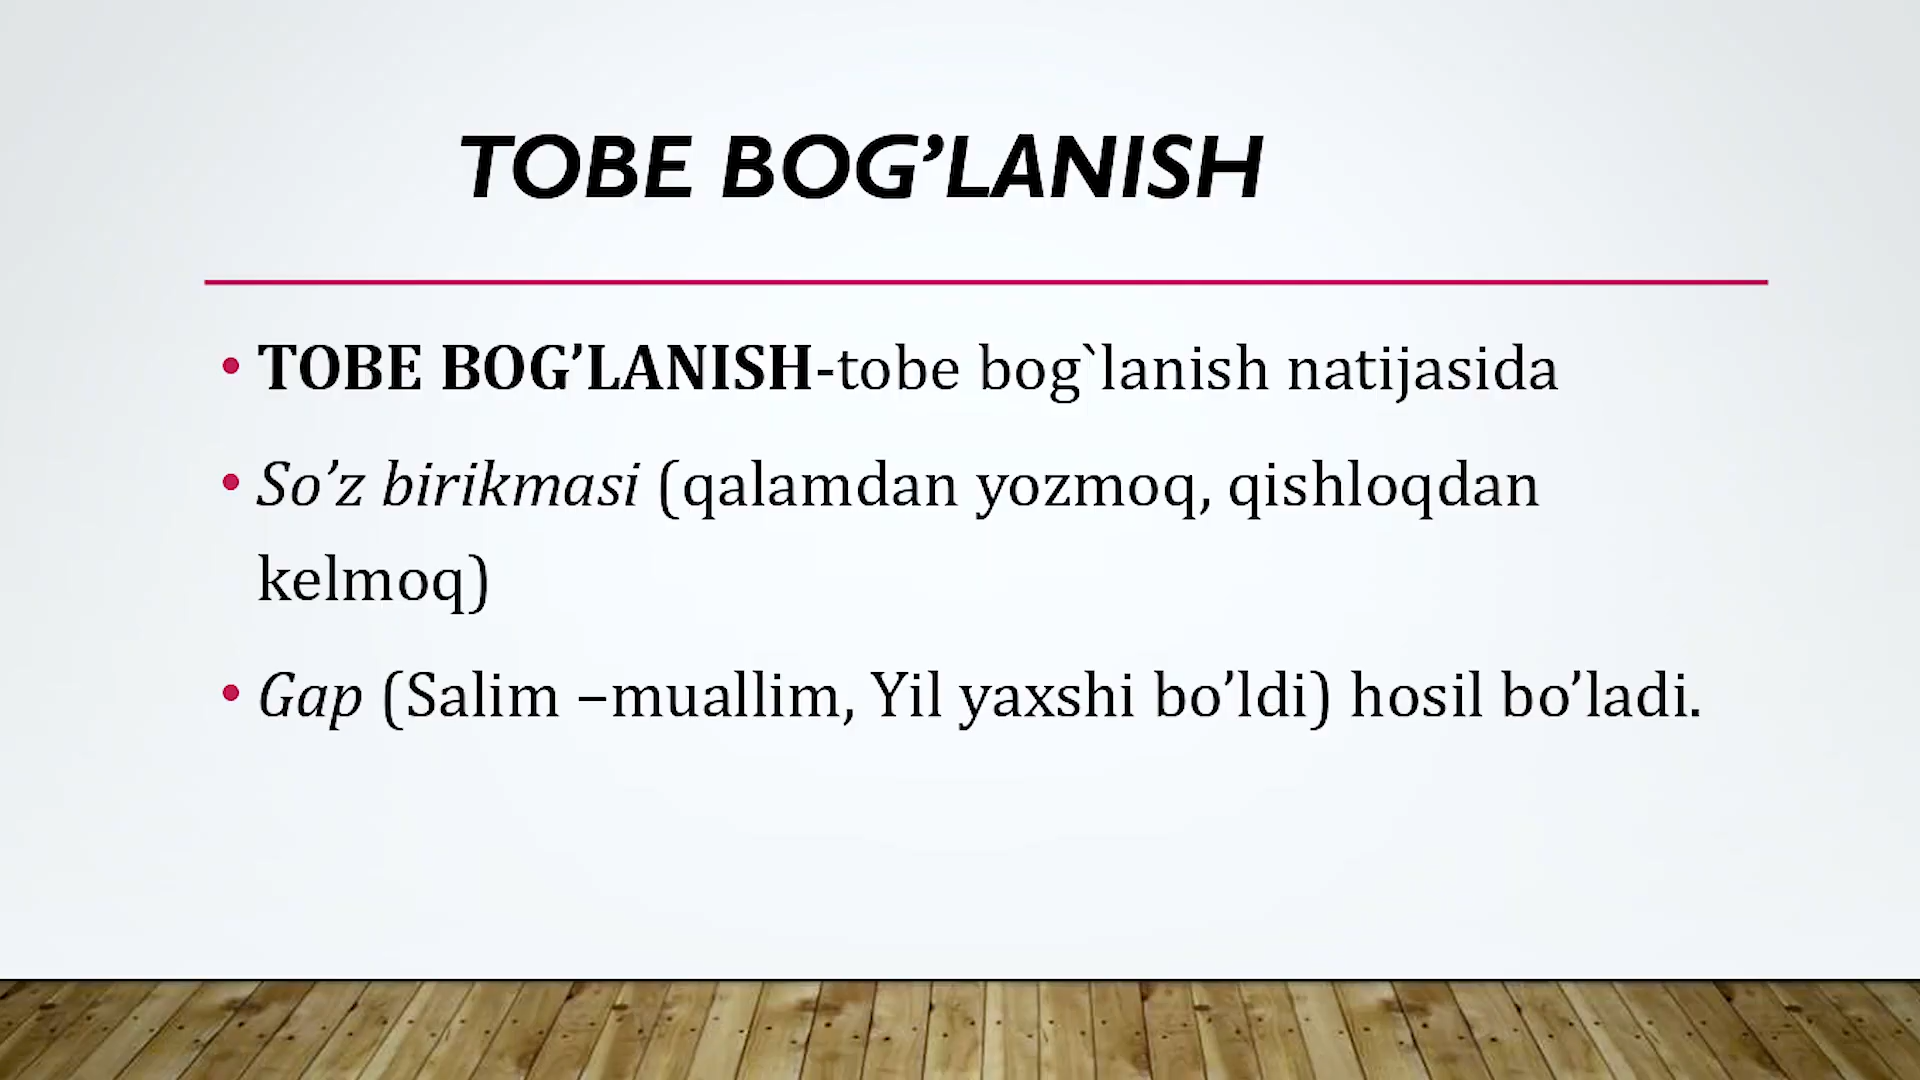 TOBE BOG’LANISH
• TOBE BOG’LANISH-tobe bog`lanish natijasida
• So’z birikmasi (qalamdan yozmoq, qishloqdan
kelmoq)
• Gap (Salim –muallim, Yil yaxshi bo’ldi) hosil bo’ladi.